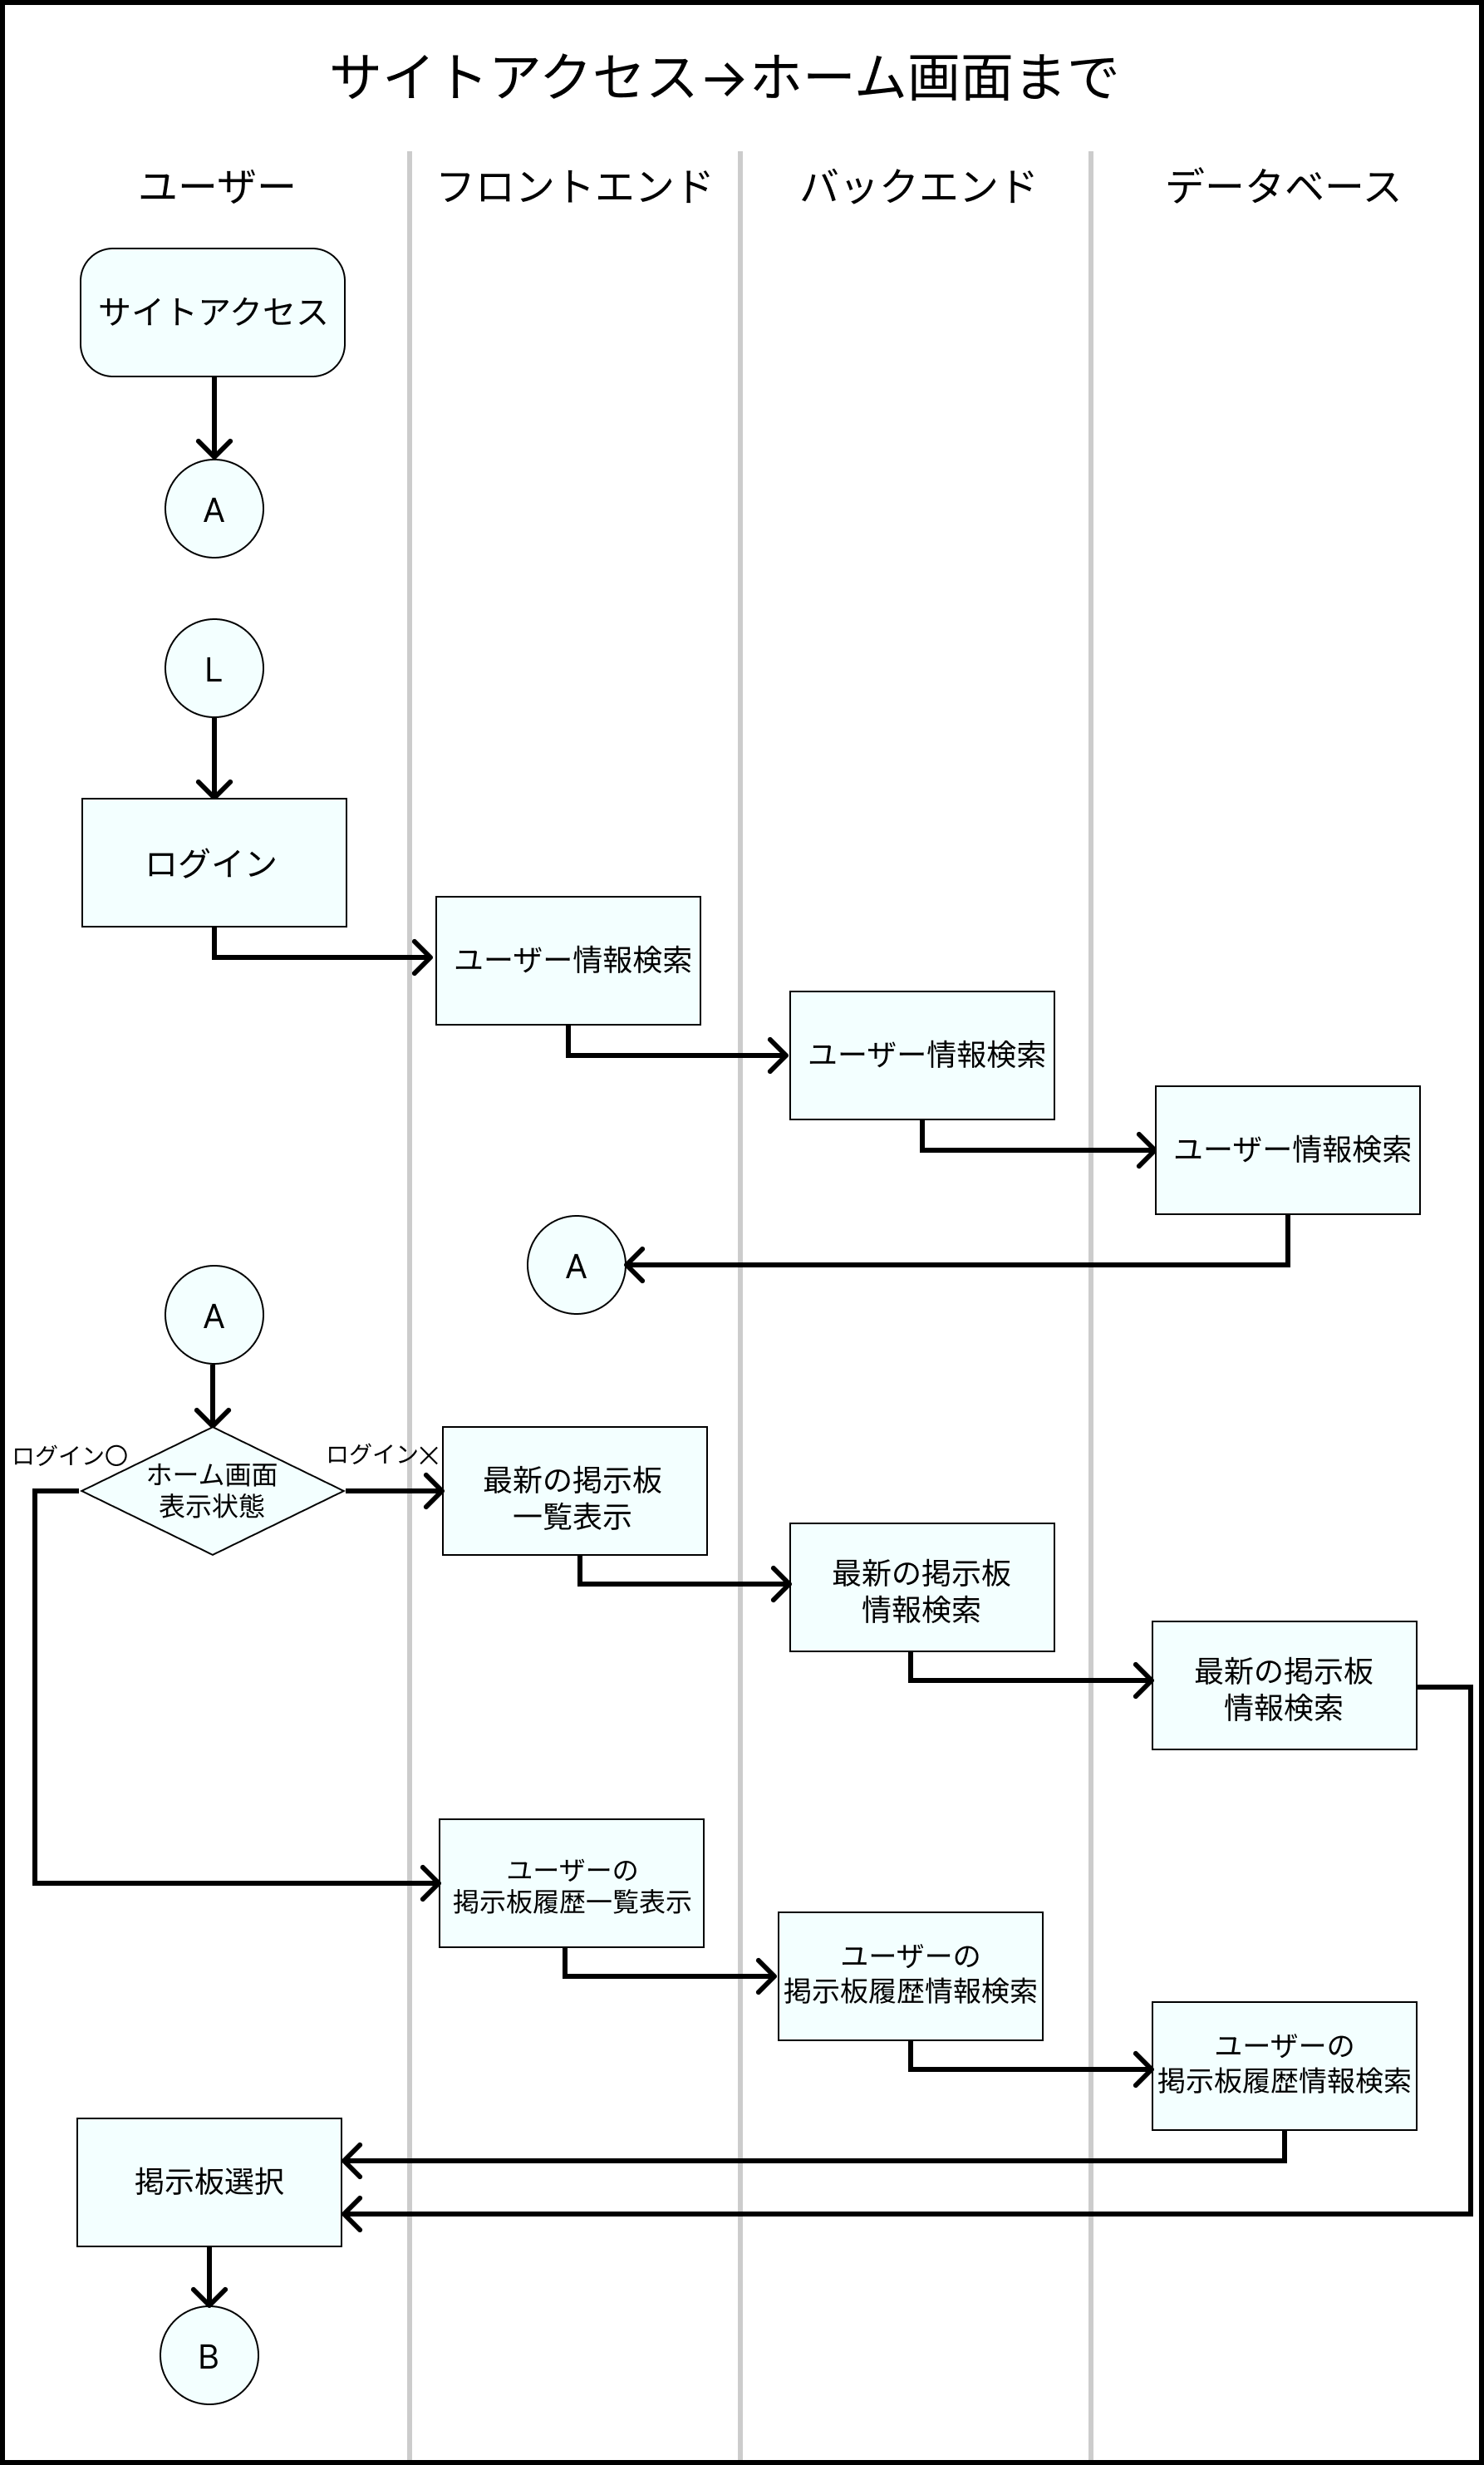 サイトアクセス→ホーム画面まで
ユーザー
フロントエンド
バックエンド
データベース
サイトアクセス
A
L
ログイン
ユーザー情報検索
ユーザー情報検索
ユーザー情報検索
A
A
ログイン〇
ログイン×
ホーム画面
表示状態
最新の掲示板
一覧表示
最新の掲示板
情報検索
最新の掲示板
情報検索
ユーザーの
掲示板履歴一覧表示
ユーザーの
掲示板履歴情報検索
ユーザーの
掲示板履歴情報検索
掲示板選択
B